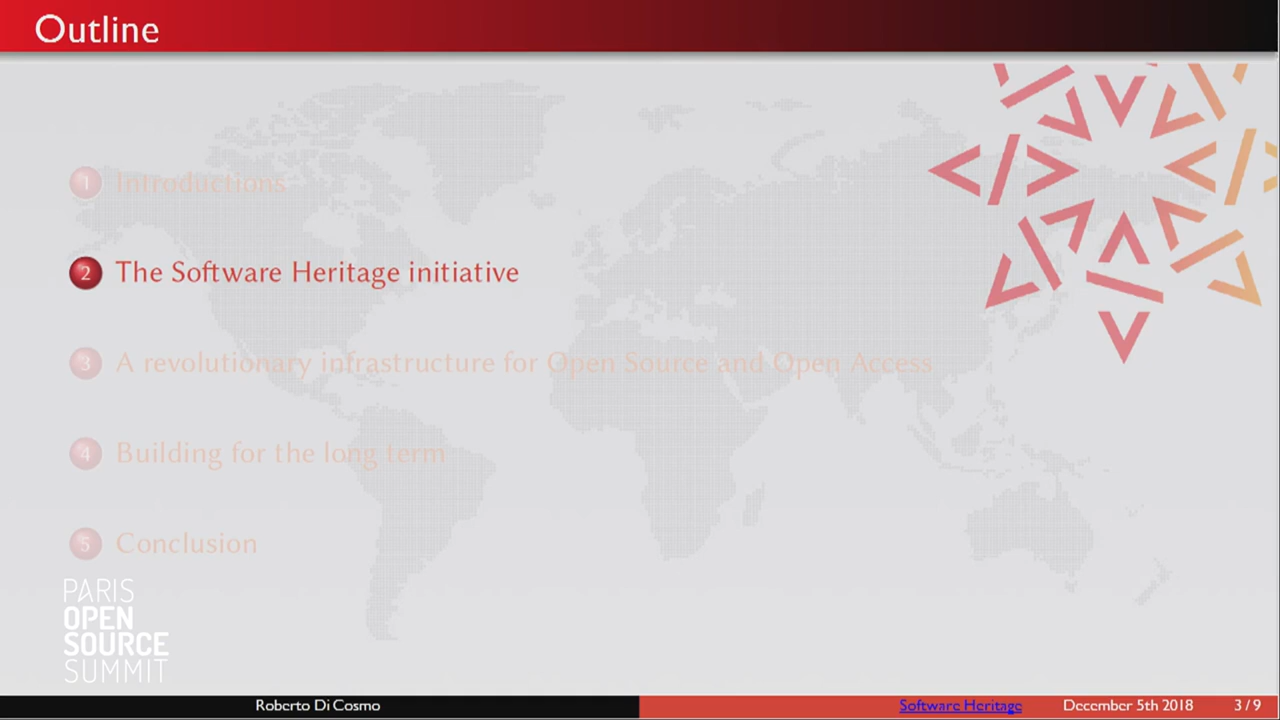 Outline
1 Introductions
2 The Software Heritage initiative
3 A revolutionary infrastructure for Open Source and Open Access
4 Building for the long term
5 Conclusion
PARIS
OPEN
SOURCE
SUMMIT
Roberto Di Cosmo
Software Heritage
December 5th 2018
3 / 9